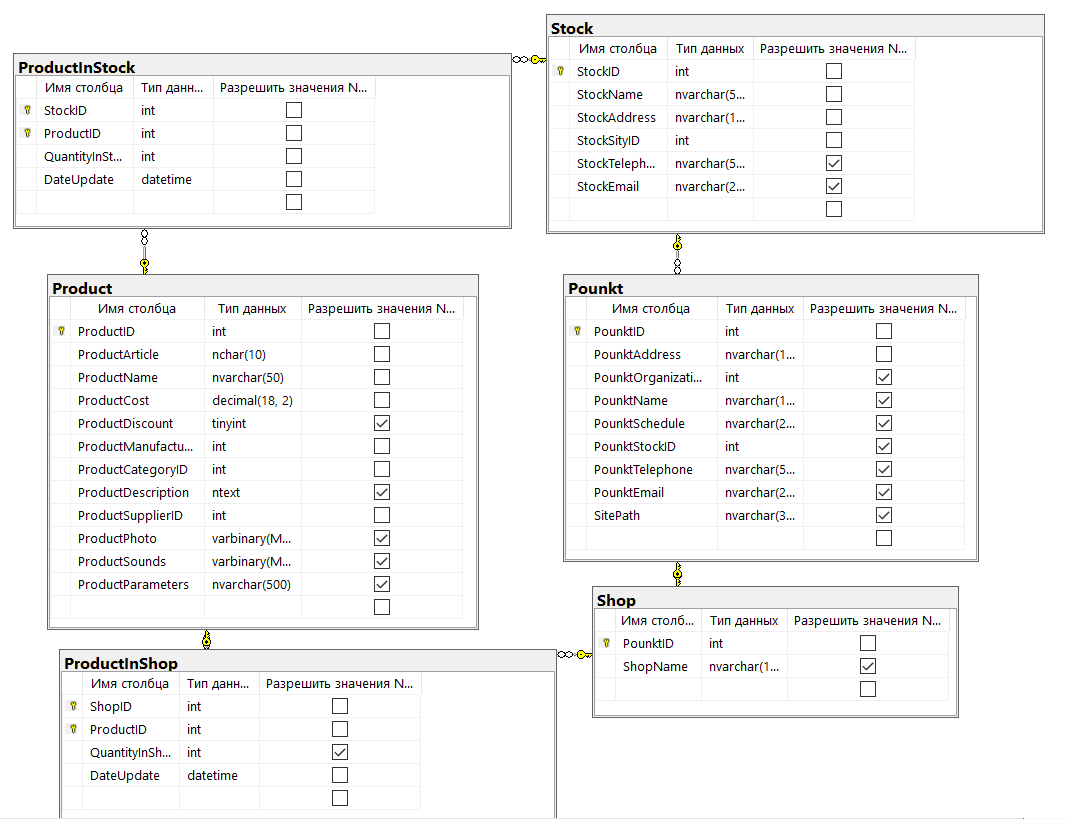 ProductInStock
Имя столбца Тип данн... Разрешить значения N...
StockID int
ProductID int
QuantityInSt... int
DateUpdate datetime
Stock
Имя столбца Тип данных Разрешить значения N...
StockID int
StockName nvarchar(5...
StockAddress nvarchar(1...
StockSityID int
StockTeleph... nvarchar(5...
StockEmail nvarchar(2...
Product
Имя столбца Тип данных Разрешить значения N...
ProductID int
ProductArticle nchar(10)
ProductName nvarchar(50)
ProductCost decimal(18, 2)
ProductDiscount tinyint
ProductManufactu... int
ProductCategoryID int
ProductDescription ntext
ProductSupplierID int
ProductPhoto varbinary(M...
ProductSounds varbinary(M...
ProductParameters nvarchar(500)
Pounkt
Имя столбца Тип данных Разрешить значения N...
PounktID int
PounktAddress nvarchar(1...
PounktOrganizati... int
PounktName nvarchar(1...
PounktSchedule nvarchar(2...
PounktStockID int
PounktTelephone nvarchar(5...
PounktEmail nvarchar(2...
SitePath nvarchar(3...
Shop
Имя столб... Тип данных Разрешить значения N...
PounktID int
ShopName nvarchar(1...
ProductInShop
Имя столбца Тип данн... Разрешить значения N...
ShopID int
ProductID int
QuantityInSh... int
DateUpdate datetime